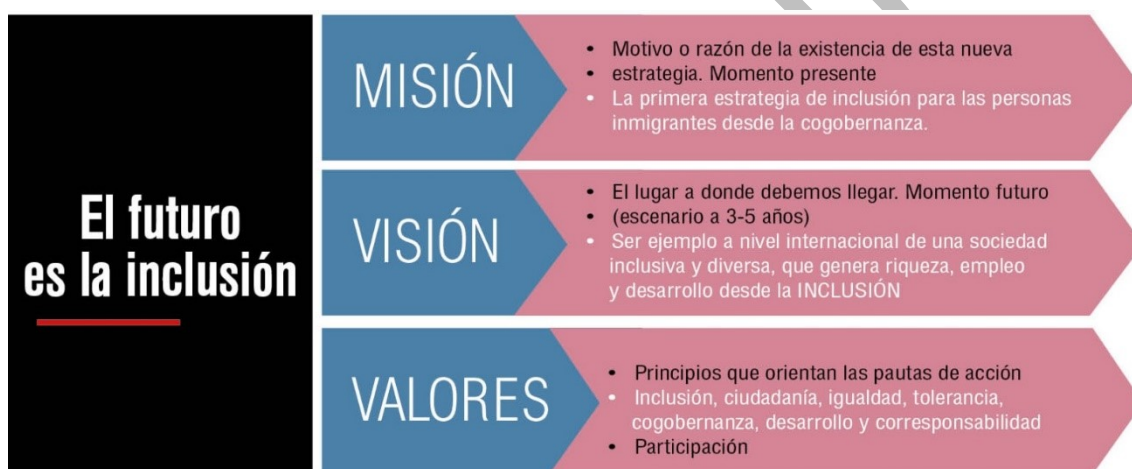 El futuro
es la inclusión
MISIÓN
• Motivo o razón de la existencia de esta nueva
• estrategia. Momento presente
• La primera estrategia de inclusión para las personas
inmigrantes desde la cogobernanza.
VISIÓN
• El lugar a donde debemos llegar. Momento futuro
• (escenario a 3-5 años)
• Ser ejemplo a nivel internacional de una sociedad
inclusiva y diversa, que genera riqueza, empleo
y desarrollo desde la INCLUSIÓN
VALORES
• Principios que orientan las pautas de acción
• Inclusión, ciudadanía, igualdad, tolerancia,
cogobernanza, desarrollo y corresponsabilidad
• Participación